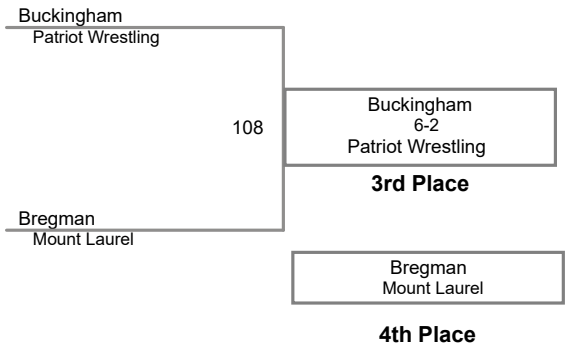 Buckingham
Patriot Wrestling
108
Buckingham
6-2
Patriot Wrestling
3rd Place
Bregman
Mount Laurel
Bregman
Mount Laurel
4th Place